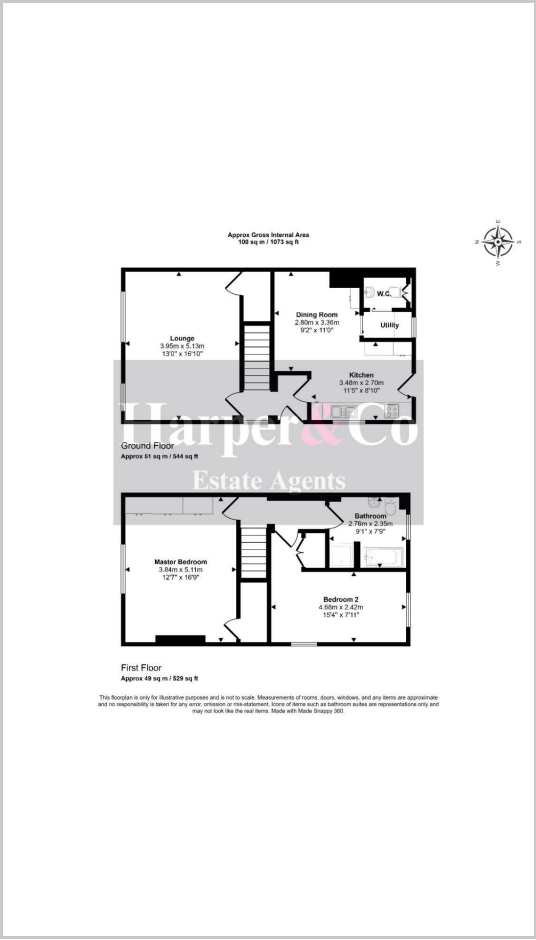 Approx Gross Internal Area
100 sq m / 1073 sq ft
E
N
S
W
W.C.
Dining Room
2.80m x 3.36m
9'2" x 11'0"
Utility
Lounge
3.95m x 5.13m
13'0" x 16'10"
Kitchen
3.48m x 2.70m
11'5" x 8'10"
Harper&Co
Estate Agents
Ground Floor
Approx 51 sq m / 544 sq ft
Bathroom
2.76m x 2.35m
9'1" x 7'9"
Master Bedroom
3.84m x 5.11m
12'7" x 16'9"
Bedroom 2
4.68m x 2.42m
15'4" x 7'11"
First Floor
Approx 49 sq m / 529 sq ft
This floorplan is only for illustrative purposes and is not to scale. Measurements of rooms, doors, windows, and any items are approximate
and no responsibility is taken for any error, omission or mis-statement. Icons of items such as bathroom suites are representations only and
may not look like the real items. Made with Made Snappy 360.